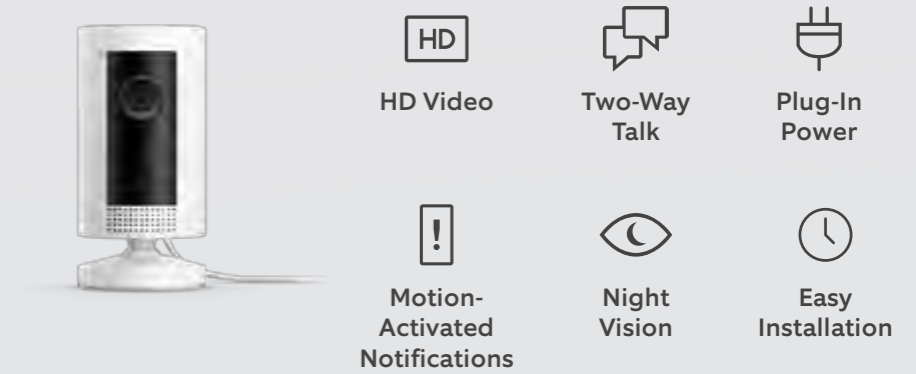 HD
HD Video
Two-Way
Talk
Plug-In
Power
!
Motion-
Activated
Notifications
Night
Vision
Easy
Installation